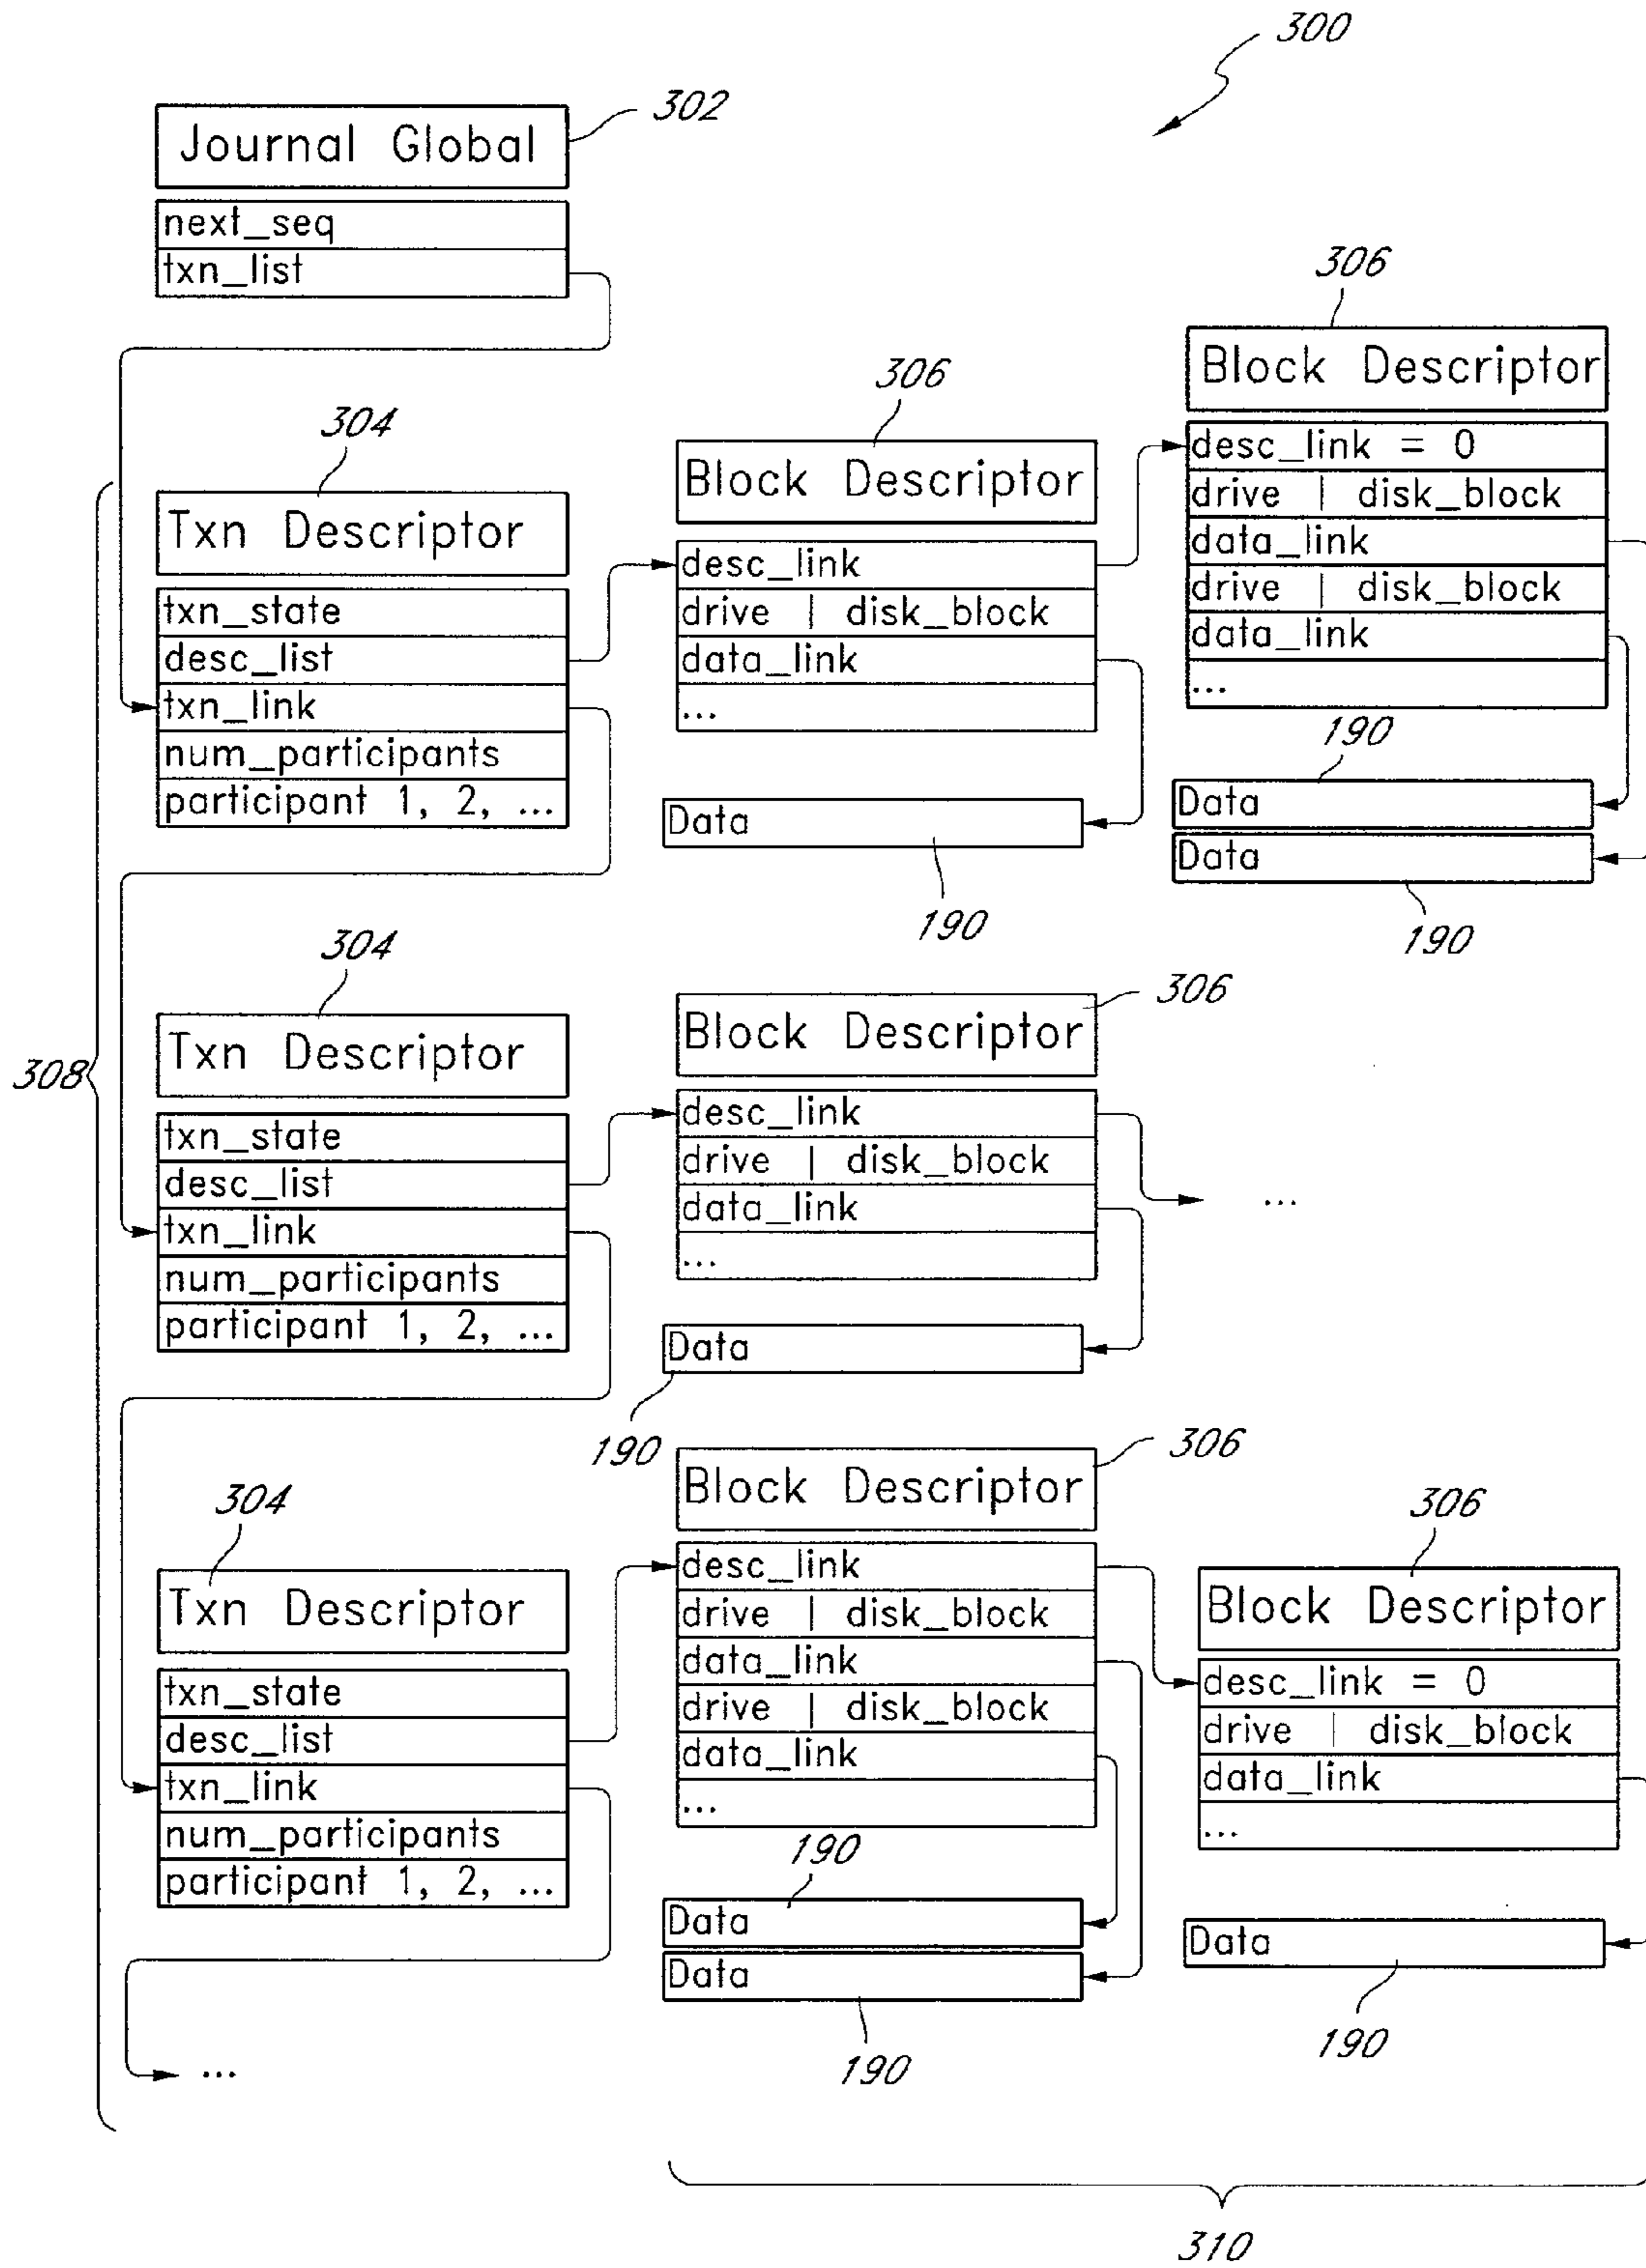 300
302
Journal Global
next_seq
txn_list
306
Block Descriptor
desc_link = 0
drive | disk_block
data_link
drive | disk_block
data_link
...
190
Data
Data
190
306
Block Descriptor
desc_link
drive | disk_block
data_link
...
Data
190
304
Txn Descriptor
txn_state
desc_list
txn_link
num_participants
participant 1, 2, ...
304
Txn Descriptor
txn_state
desc_list
txn_link
num_participants
participant 1, 2, ...
306
Block Descriptor
desc_link
drive | disk_block
data_link
...
...
Data
190
308
304
Txn Descriptor
txn_state
desc_list
txn_link
num_participants
participant 1, 2, ...
...
306
Block Descriptor
desc_link
drive | disk_block
data_link
drive | disk_block
data_link
...
190
Data
Data
190
306
Block Descriptor
desc_link = 0
drive | disk_block
data_link
...
Data
190
310